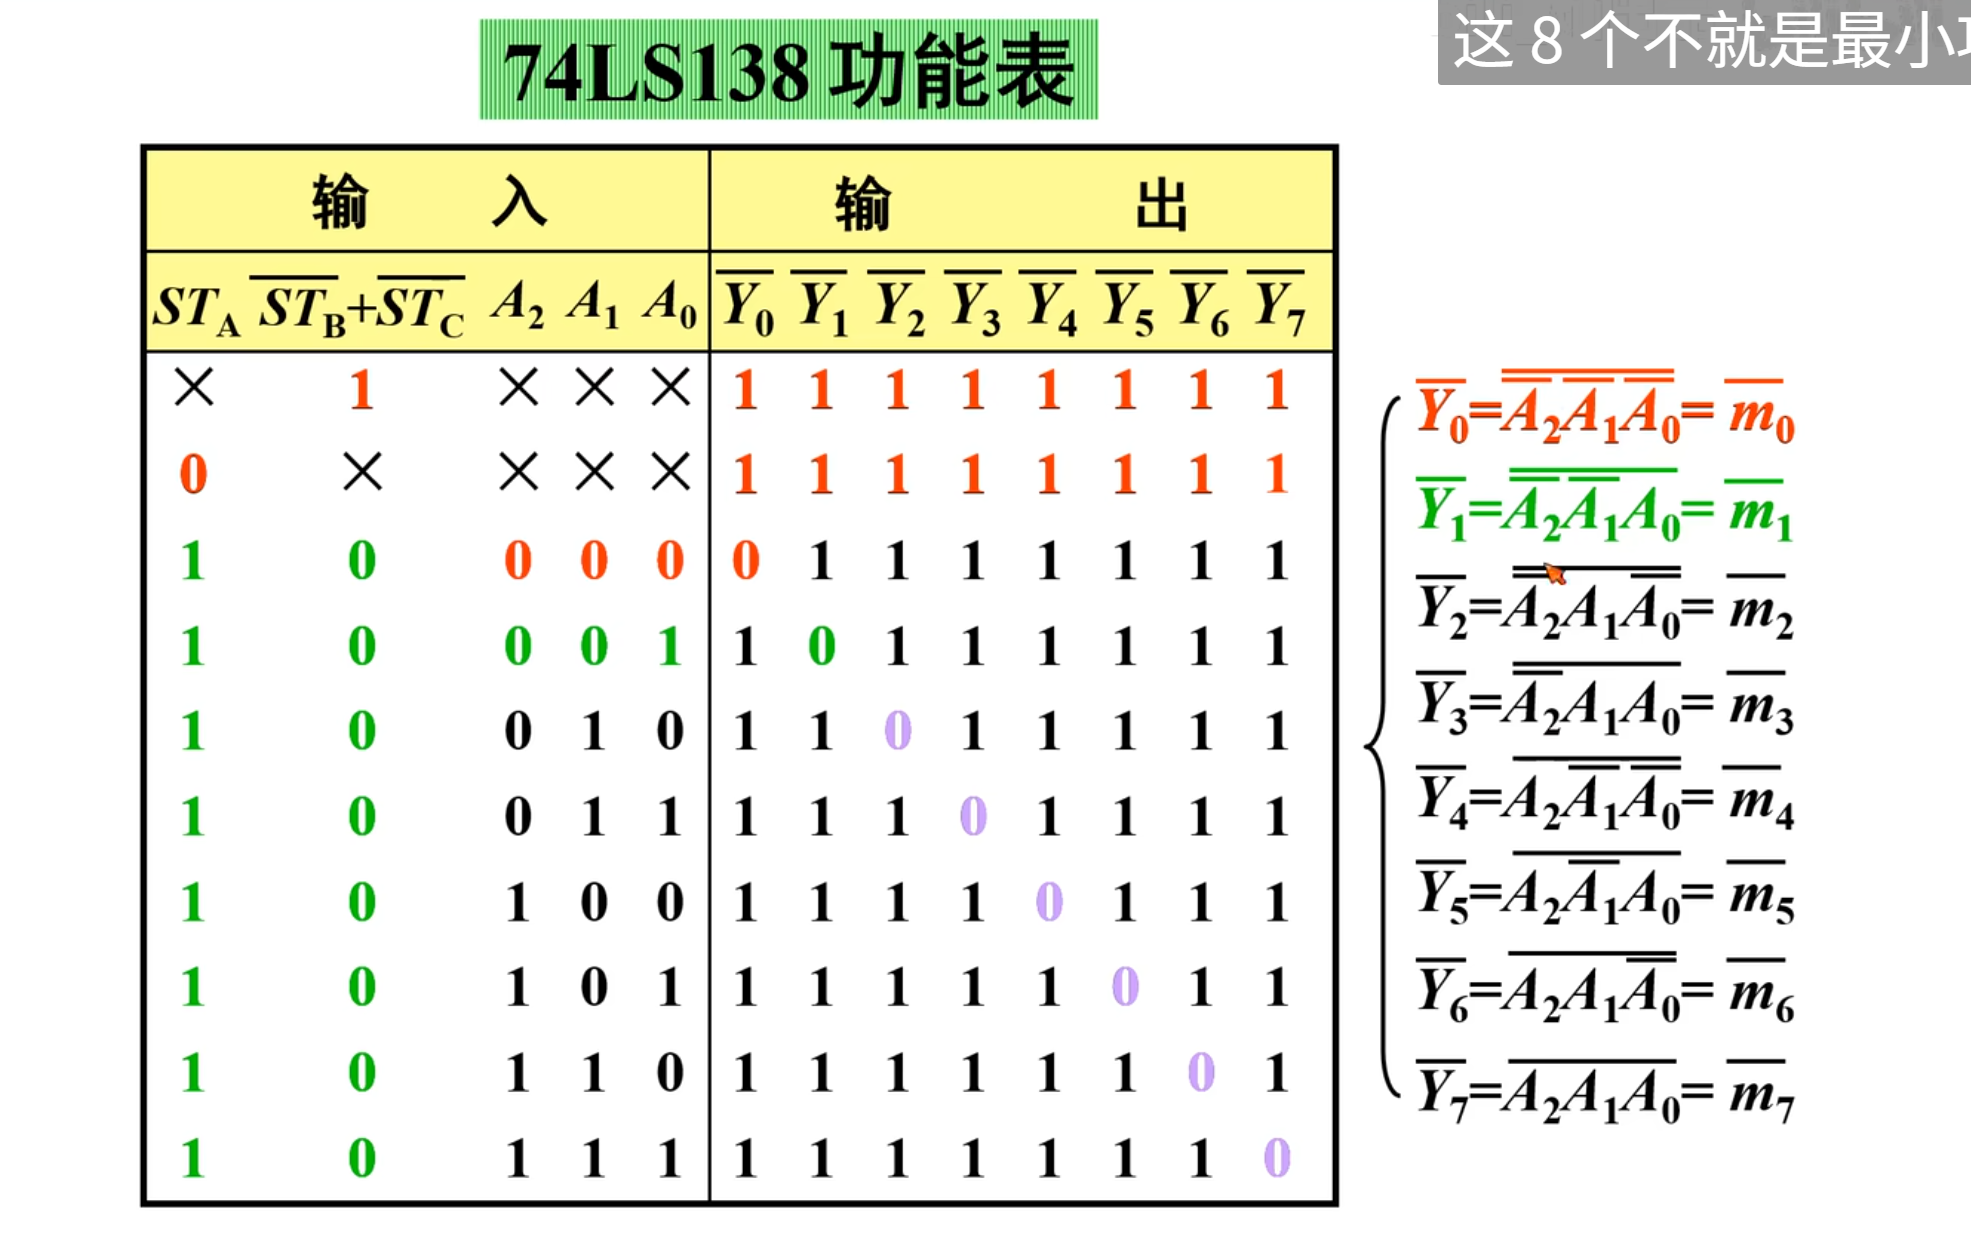 这 8 个不就是最小
74LS138 功能表
输 入 输 出
ST_A \overline{ST_B}+\overline{ST_C} A_2 A_1 A_0 \overline{Y_0} \overline{Y_1} \overline{Y_2} \overline{Y_3} \overline{Y_4} \overline{Y_5} \overline{Y_6} \overline{Y_7}
× 1 × × × 1 1 1 1 1 1 1 1
0 × × × × 1 1 1 1 1 1 1 1
1 0 0 0 0 0 1 1 1 1 1 1 1
1 0 0 0 1 1 0 1 1 1 1 1 1
1 0 0 1 0 1 1 0 1 1 1 1 1
1 0 0 1 1 1 1 1 0 1 1 1 1
1 0 1 0 0 1 1 1 1 0 1 1 1
1 0 1 0 1 1 1 1 1 1 0 1 1
1 0 1 1 0 1 1 1 1 1 1 0 1
1 0 1 1 1 1 1 1 1 1 1 1 0
\overline{Y_0}=\overline{\overline{A_2}\,\overline{A_1}\,\overline{A_0}}=\overline{m_0}
\overline{Y_1}=\overline{\overline{A_2}\,\overline{A_1}A_0}=\overline{m_1}
\overline{Y_2}=\overline{\overline{A_2}A_1\overline{A_0}}=\overline{m_2}
\overline{Y_3}=\overline{\overline{A_2}A_1A_0}=\overline{m_3}
\overline{Y_4}=\overline{A_2\overline{A_1}\,\overline{A_0}}=\overline{m_4}
\overline{Y_5}=\overline{A_2\overline{A_1}A_0}=\overline{m_5}
\overline{Y_6}=\overline{A_2A_1\overline{A_0}}=\overline{m_6}
\overline{Y_7}=\overline{A_2A_1A_0}=\overline{m_7}